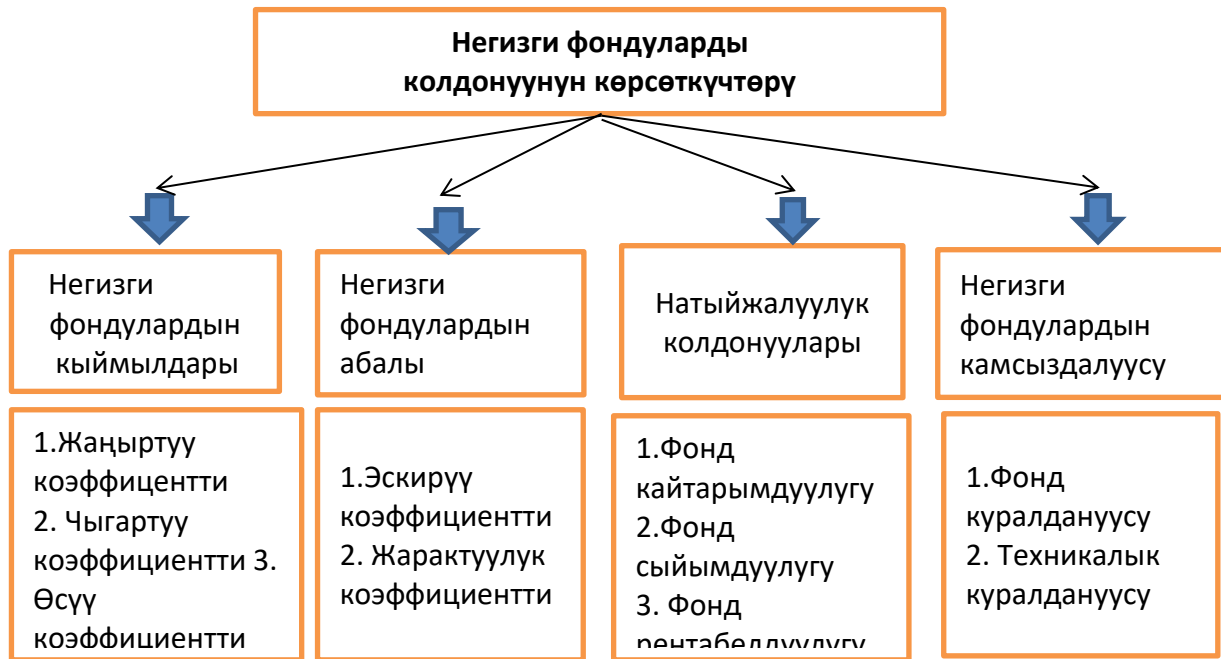 Негизги фондуларды
колдонуунун көрсөткүчтөрү
Негизги
фондулардын
кыймылдары
Негизги
фондулардын
абалы
Натыйжалуулук
колдонуулары
Негизги
фондулардын
камсыздалуусу
1.Жаңыртуу
коэффицентти
2. Чыгартуу
коэффициентти 3.
Өсүү
коэффициентти
1.Эскирүү
коэффициентти
2. Жарактуулук
коэффициентти
1.Фонд
кайтарымдуулугу
2.Фонд
сыйымдуулугу
3. Фонд
рентабелдуулугу
1.Фонд
куралдануусу
2. Техникалык
куралдануусу